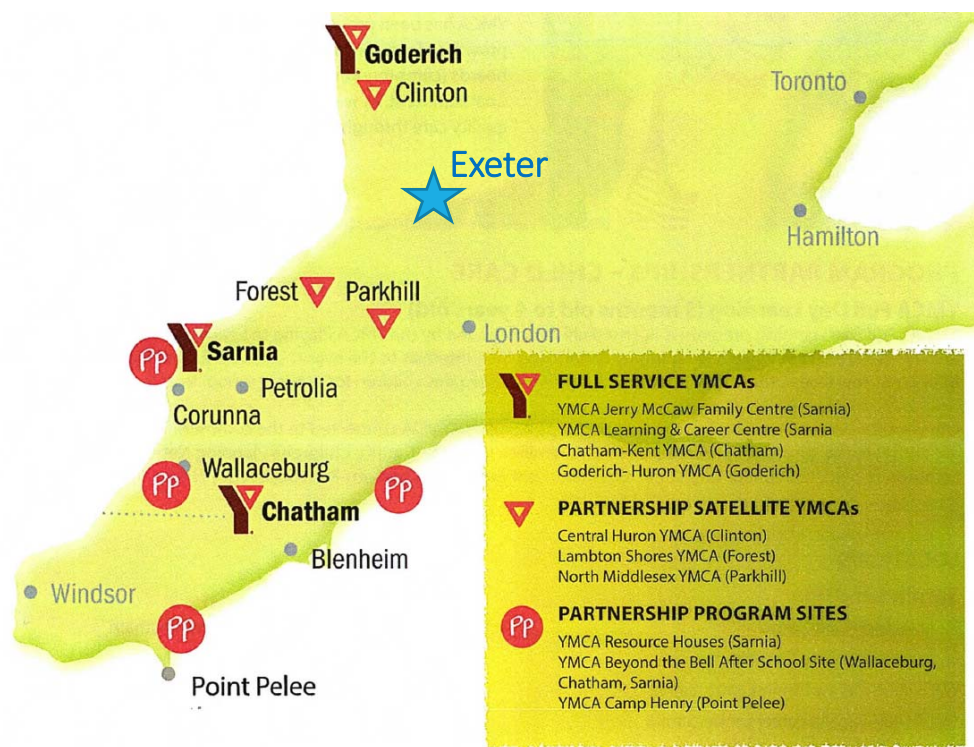 Goderich
Clinton
Toronto
Exeter
Hamilton
Forest
Parkhill
London
Sarnia
PP
Petrolia
Corunna
Wallaceburg
PP
PP
Chatham
Blenheim
Windsor
PP
Point Pelee
FULL SERVICE YMCAs
YMCA Jerry McCaw Family Centre (Sarnia)
YMCA Learning & Career Centre (Sarnia
Chatham-Kent YMCA (Chatham)
Goderich- Huron YMCA (Goderich)
PARTNERSHIP SATELLITE YMCAs
Central Huron YMCA (Clinton)
Lambton Shores YMCA (Forest)
North Middlesex YMCA (Parkhill)
PP
PARTNERSHIP PROGRAM SITES
YMCA Resource Houses (Sarnia)
YMCA Beyond the Bell After School Site (Wallaceburg,
Chatham, Sarnia)
YMCA Camp Henry (Point Pelee)